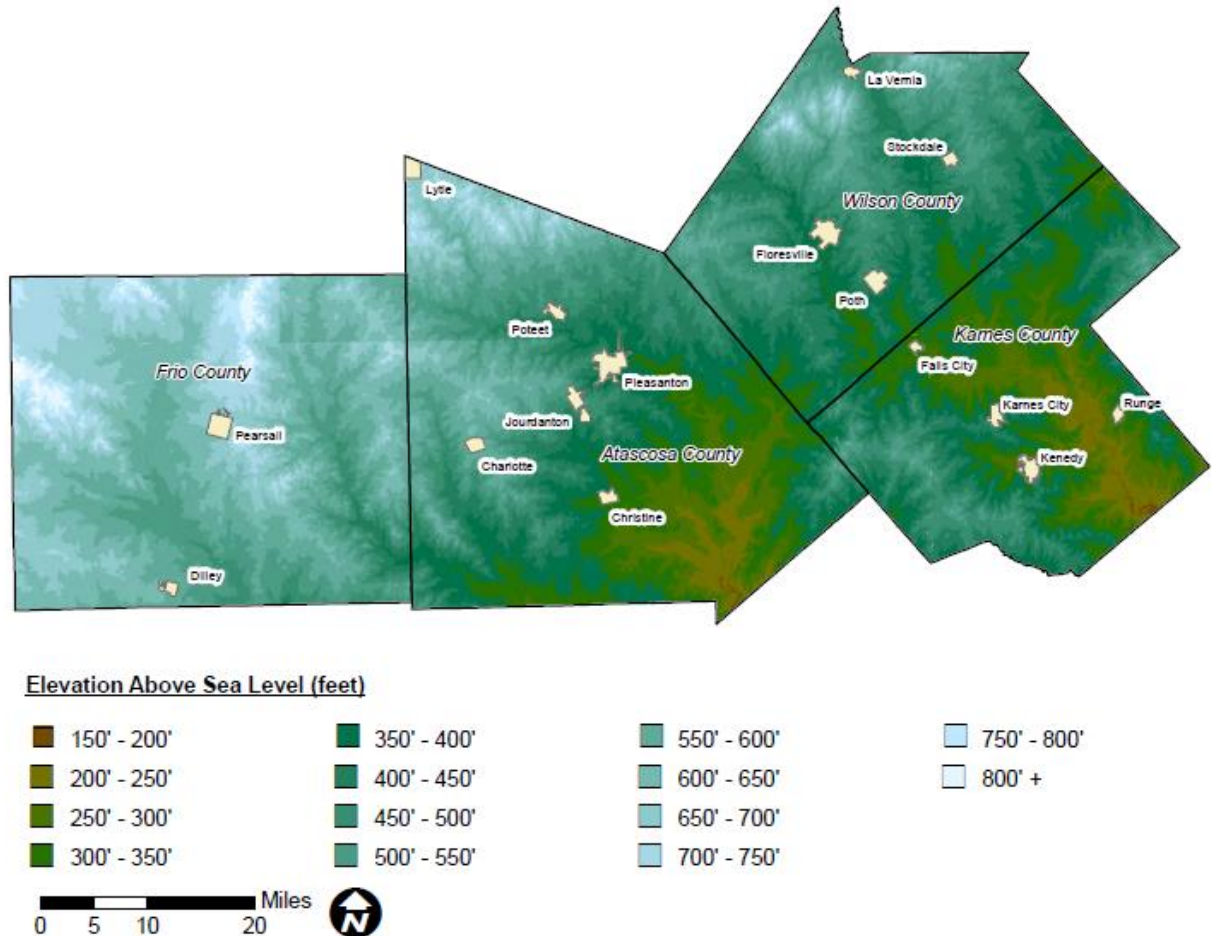 La Vernia
Stockdale
Wilson County
Lytle
Floresville
Poth
Poteet
Karnes County
Falls City
Frio County
Pleasanton
Jourdanton
Karnes City
Runge
Pearsall
Charlotte
Atascosa County
Kenedy
Christine
Dilley
Elevation Above Sea Level (feet)
150' - 200'
200' - 250'
250' - 300'
300' - 350'
350' - 400'
400' - 450'
450' - 500'
500' - 550'
550' - 600'
600' - 650'
650' - 700'
700' - 750'
750' - 800'
800' +
Miles
0 5 10 20
N